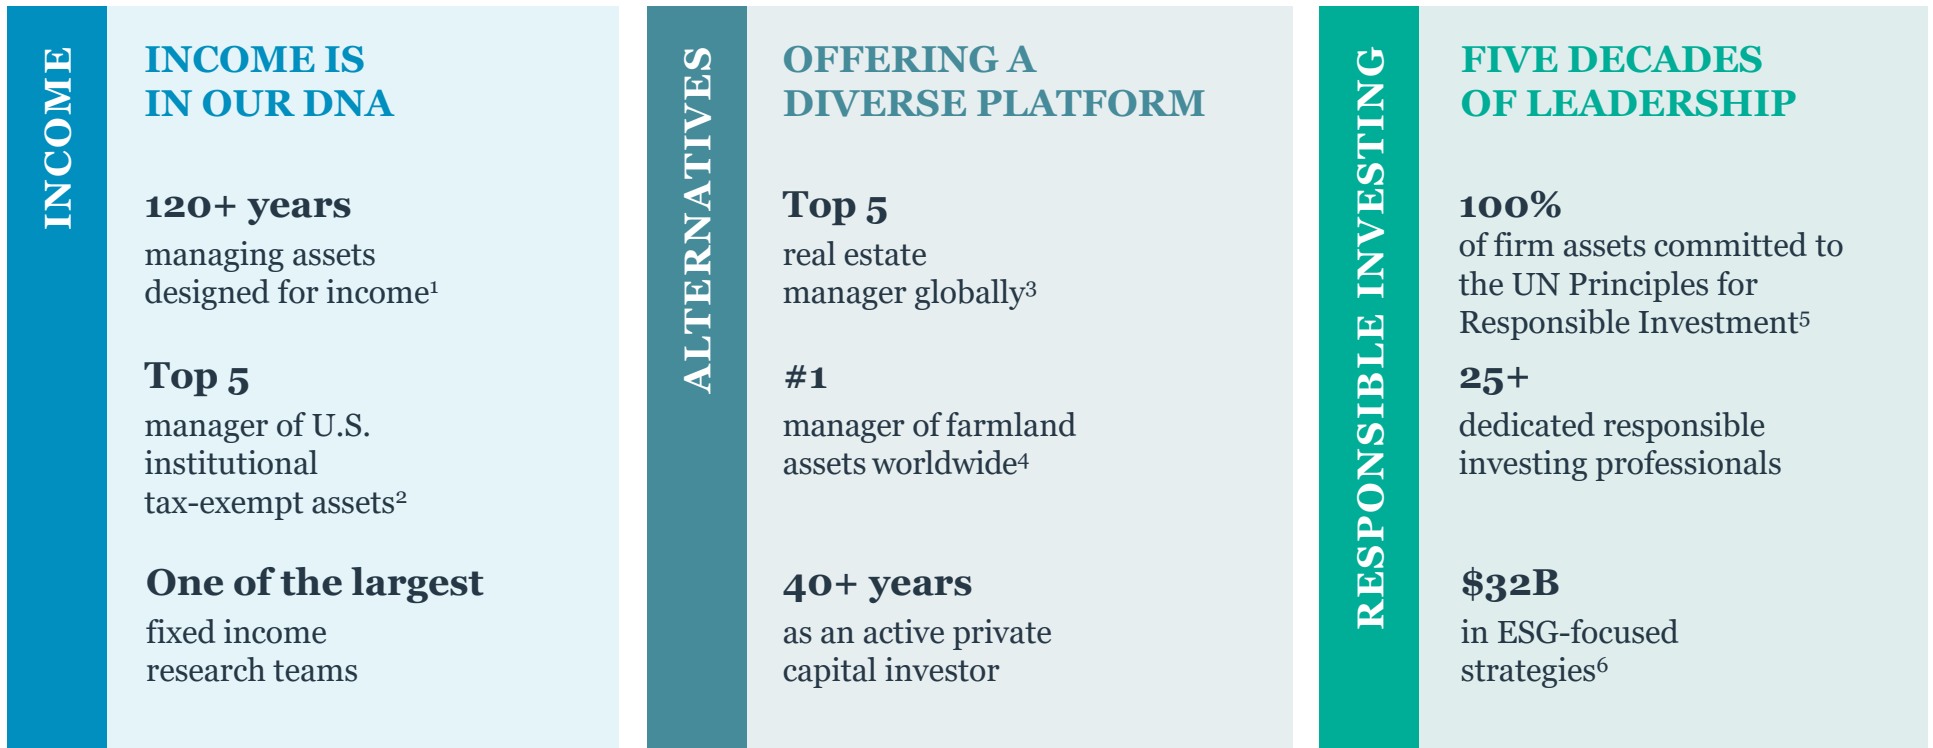 INCOME
INCOME IS
IN OUR DNA
120+ years
managing assets
designed for income¹
Top 5
manager of U.S.
institutional
tax-exempt assets²
One of the largest
fixed income
research teams
ALTERNATIVES
OFFERING A
DIVERSE PLATFORM
Top 5
real estate
manager globally³
#1
manager of farmland
assets worldwide⁴
40+ years
as an active private
capital investor
RESPONSIBLE INVESTING
FIVE DECADES
OF LEADERSHIP
100%
of firm assets committed to
the UN Principles for
Responsible Investment⁵
25+
dedicated responsible
investing professionals
$32B
in ESG-focused
strategies⁶